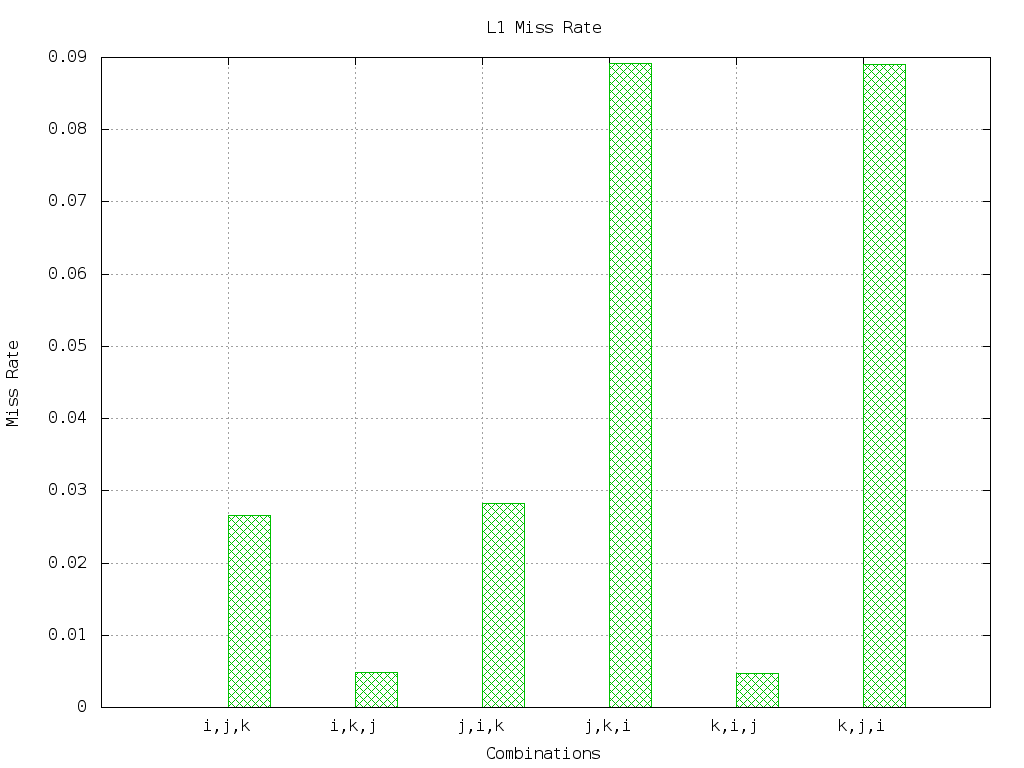 L1 Miss Rate
0.09
0.08
0.07
0.06
0.05
0.04
0.03
0.02
0.01
0
Miss Rate
i,j,k i,k,j j,i,k j,k,i k,i,j k,j,i
Combinations